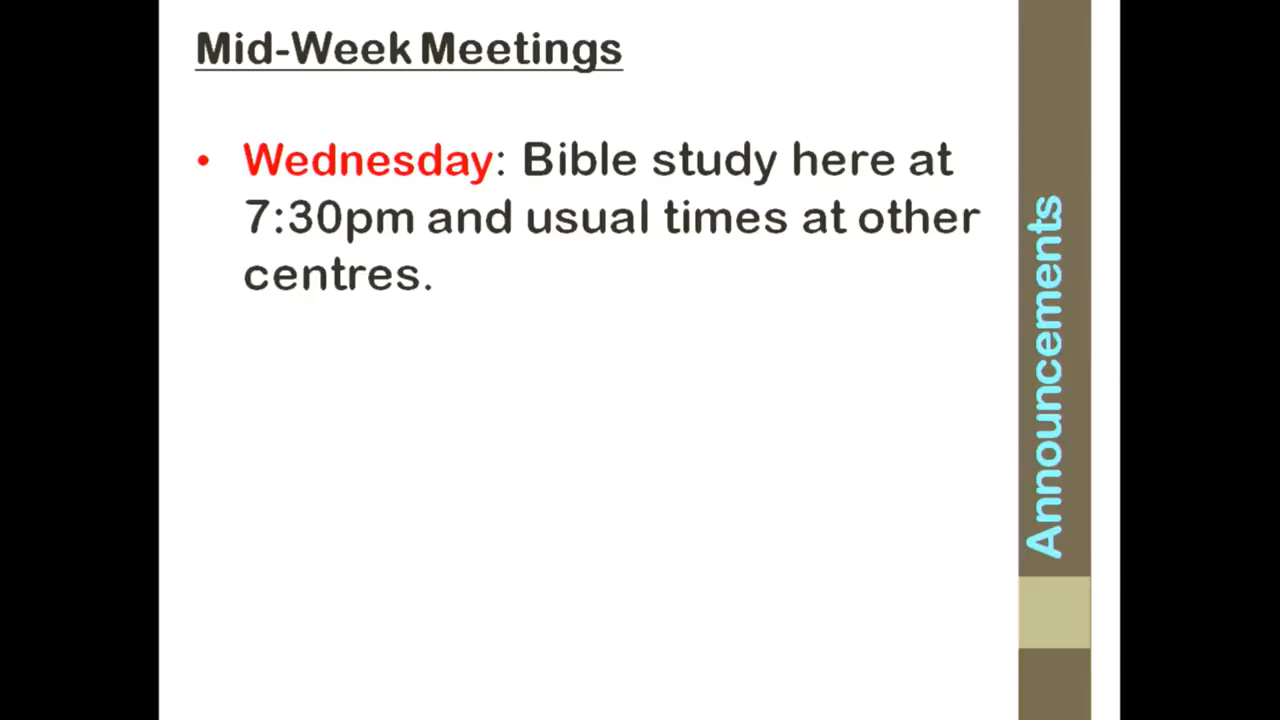 Mid-Week Meetings
• Wednesday: Bible study here at
7:30pm and usual times at other
centres.
Announcements